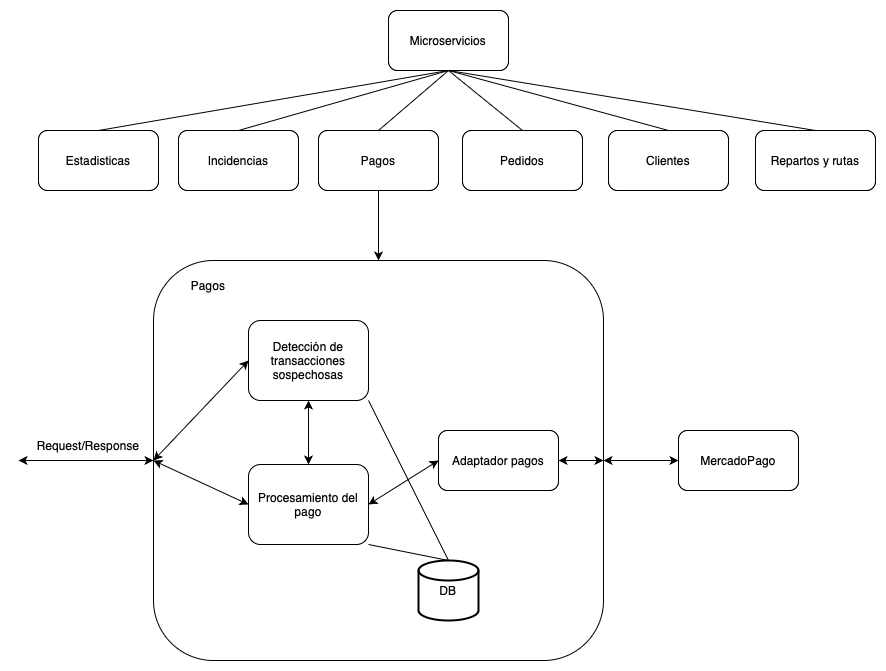 Microservicios
Estadisticas
Incidencias
Pagos
Pedidos
Clientes
Repartos y rutas
Pagos
Detección de
transacciones
sospechosas
Request/Response
Adaptador pagos
MercadoPago
Procesamiento del
pago
DB